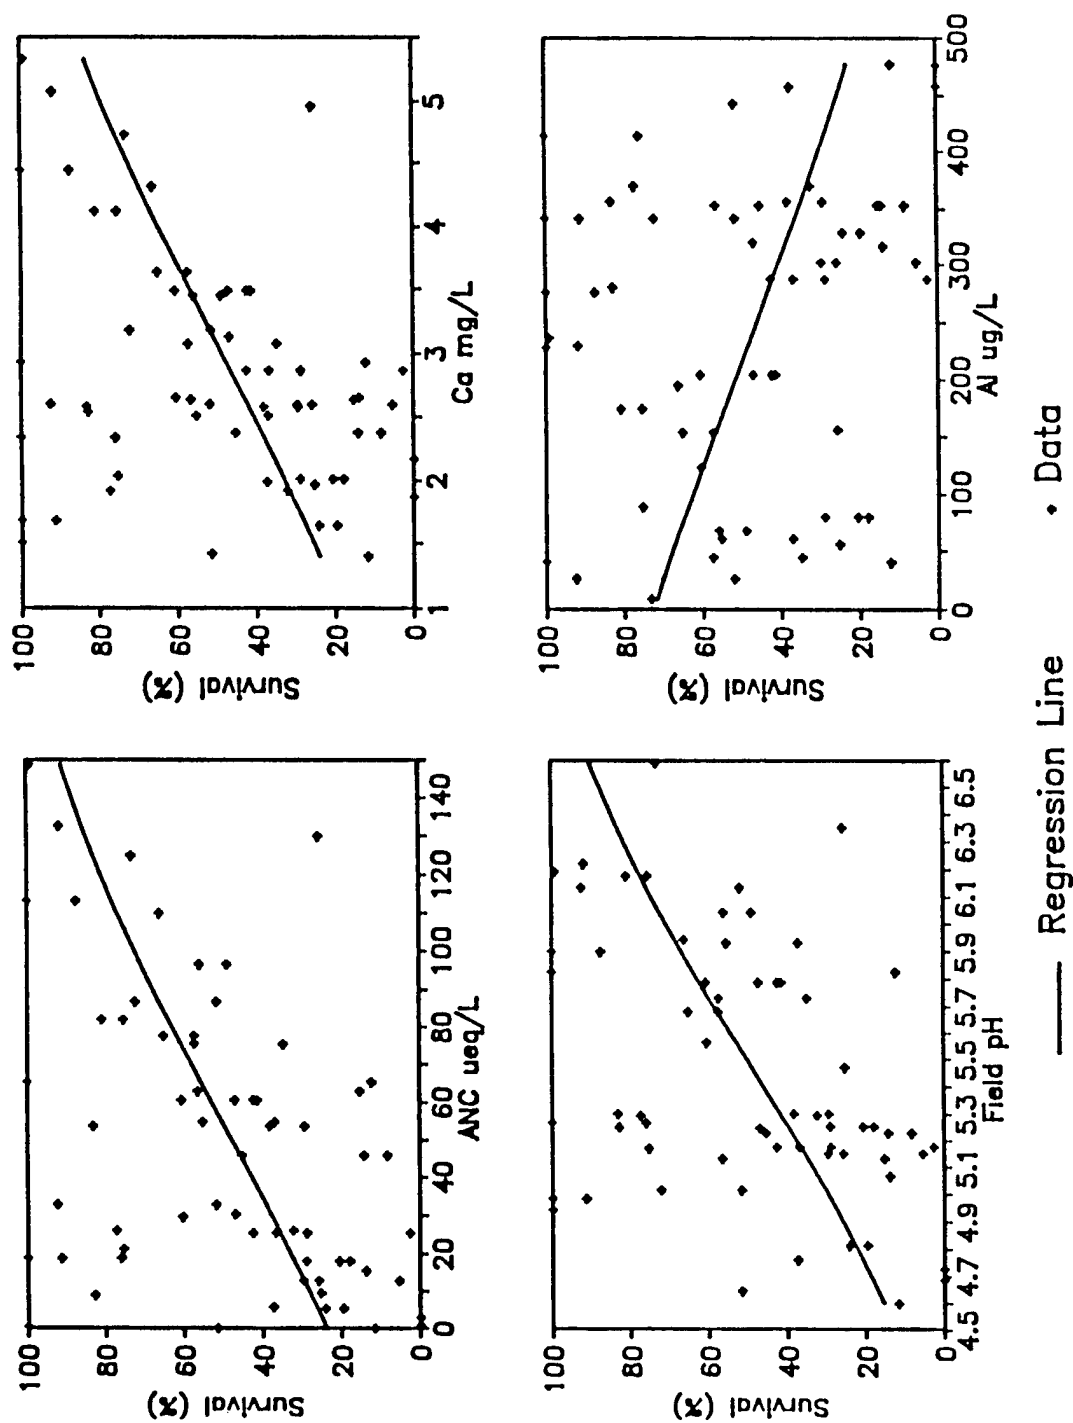 100
80
60
40
20
0
Survival (%)
0 20 40 60 80 100 120 140
ANC ueq/L
100
80
60
40
20
0
Survival (%)
1 2 3 4 5
Ca mg/L
100
80
60
40
20
0
Survival (%)
4.5 4.7 4.9 5.1 5.3 5.5 5.7 5.9 6.1 6.3 6.5
Field pH
100
80
60
40
20
0
Survival (%)
0 100 200 300 400 500
Al ug/L
Regression Line
Data